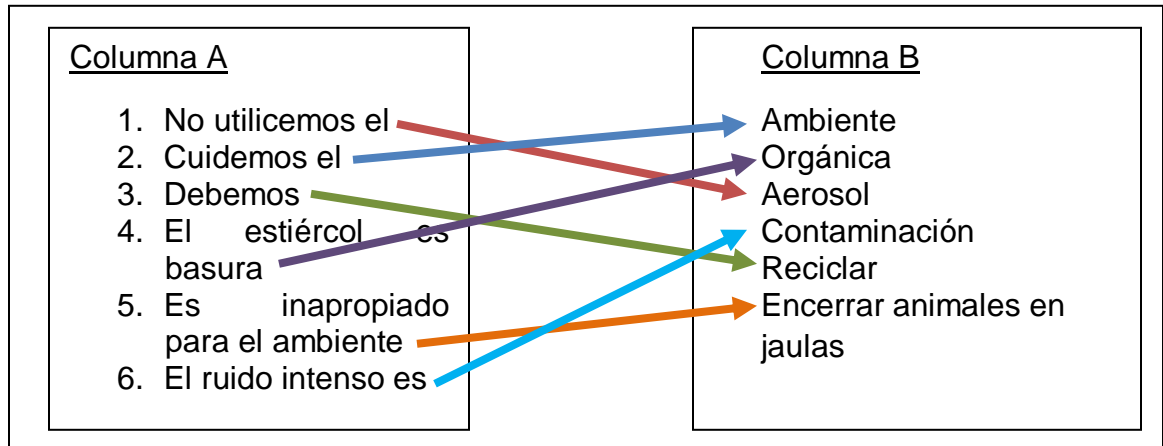 Columna A
1. No utilicemos el
2. Cuidemos el
3. Debemos
4. El estiércol es
basura
5. Es inapropiado
para el ambiente
6. El ruido intenso es
Columna B
Ambiente
Orgánica
Aerosol
Contaminación
Reciclar
Encerrar animales en
jaulas